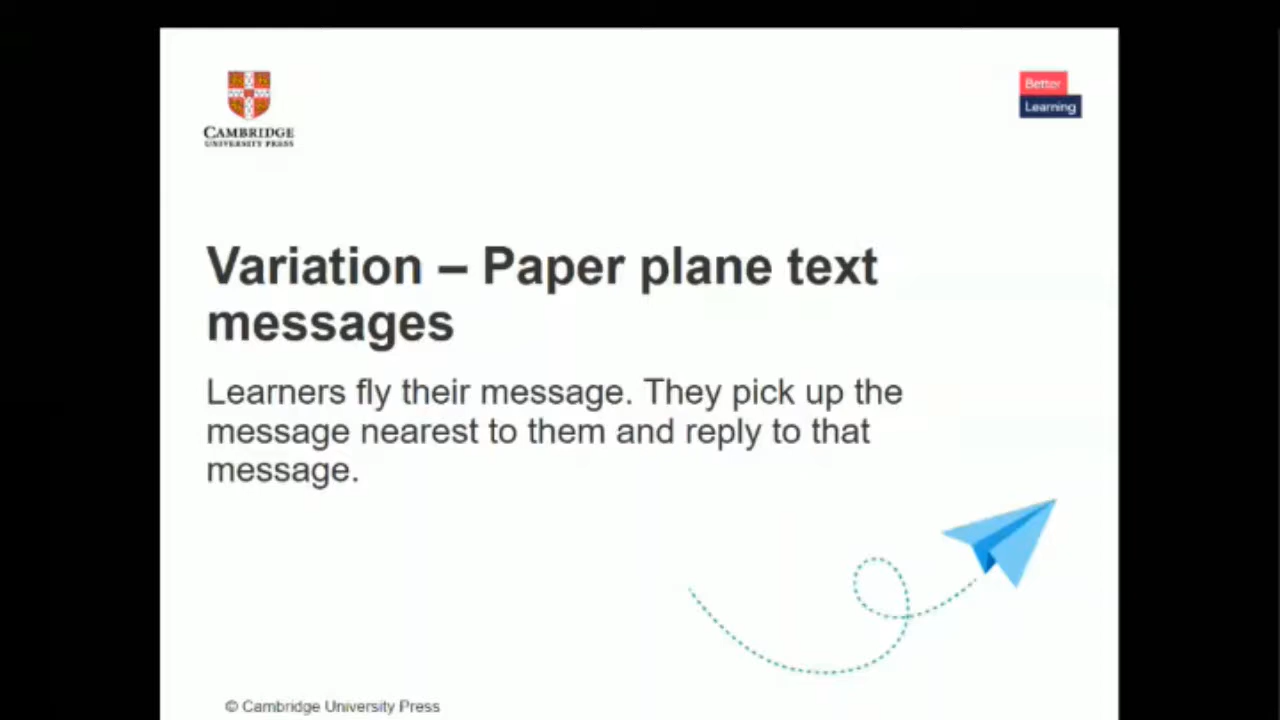 CAMBRIDGE
UNIVERSITY PRESS
Better
Learning
Variation – Paper plane text
messages
Learners fly their message. They pick up the
message nearest to them and reply to that
message.
© Cambridge University Press